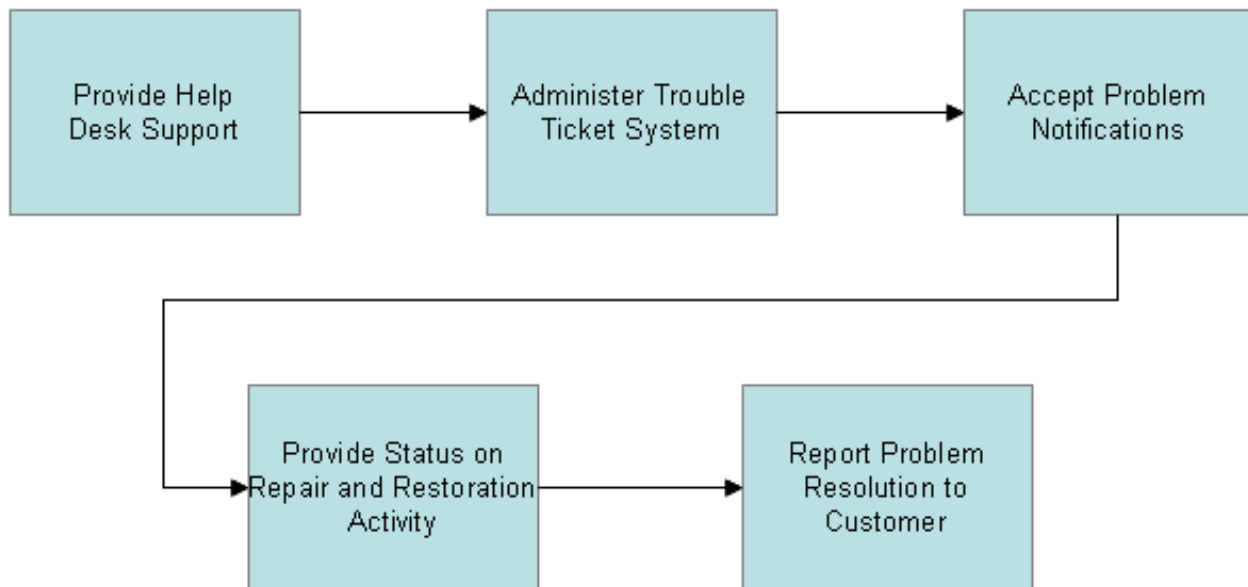 Provide Help
Desk Support
Administer Trouble
Ticket System
Accept Problem
Notifications
Provide Status on
Repair and Restoration
Activity
Report Problem
Resolution to
Customer